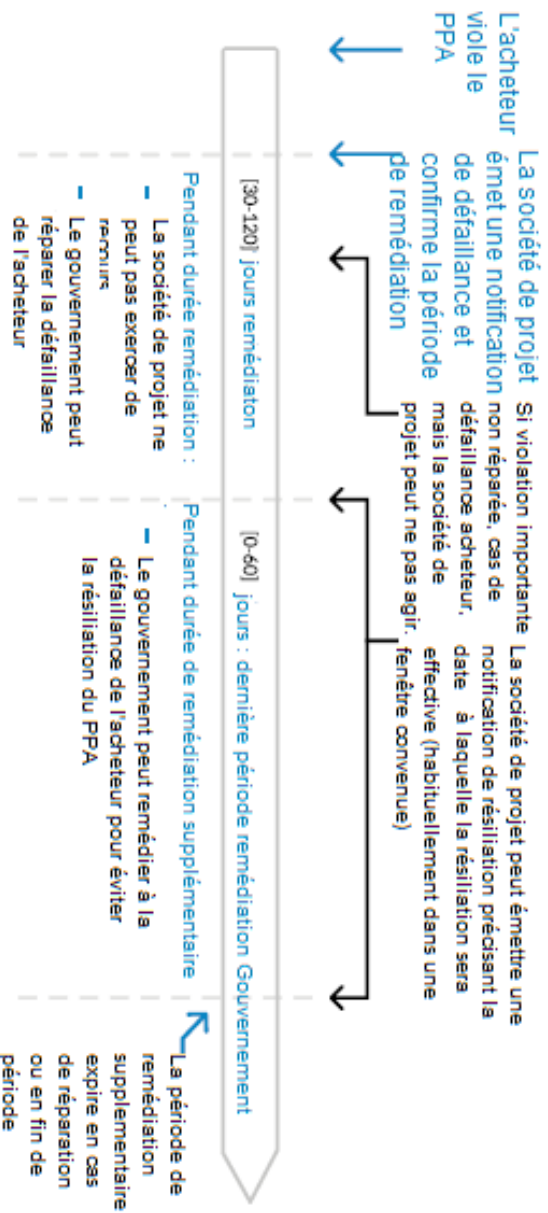 L'acheteur
viole le
PPA
La société de projet
émet une notification
de défaillance et
confirme la période
de remédiation
Si violation importante
non réparée, cas de
défaillance acheteur,
mais la société de
projet peut ne pas agir.
La société de projet peut émettre une
notification de résiliation précisant la
date à laquelle la résiliation sera
effective (habituellement dans une
fenêtre convenue)
[30-120] jours remédiaton
[0-60] jours : dernière période remédiation Gouvernement
Pendant durée remédiation :
– La société de projet ne
peut pas exercer de
recours
– Le gouvernement peut
réparer la défaillance
de l'acheteur
Pendant durée de remédiation supplémentaire
– Le gouvernement peut remédier à la
défaillance de l'acheteur pour éviter
la résiliation du PPA
La période de
remédiation
supplementaire
expire en cas
de réparation
ou en fin de
période